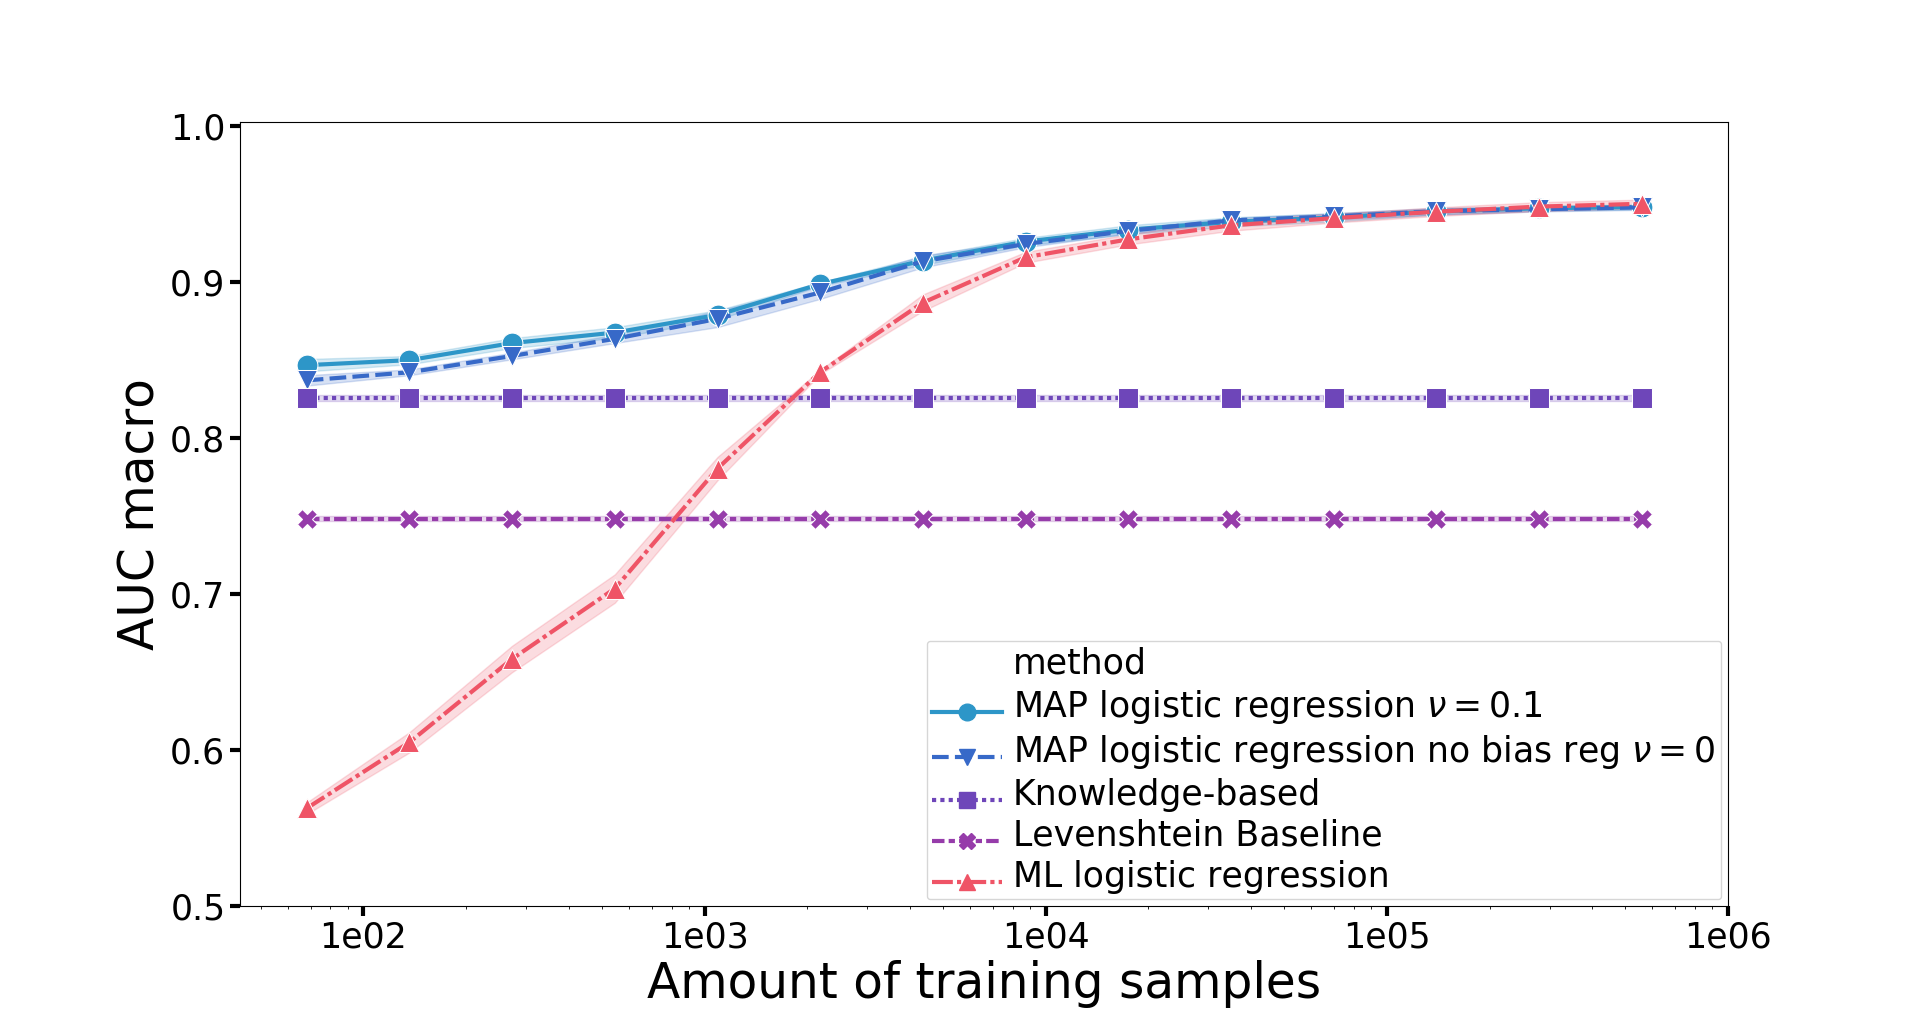 AUC macro
1.0
0.9
0.8
0.7
0.6
0.5
method
MAP logistic regression ν = 0.1
MAP logistic regression no bias reg ν = 0
Knowledge-based
Levenshtein Baseline
ML logistic regression
1e02 1e03 1e04 1e05 1e06
Amount of training samples